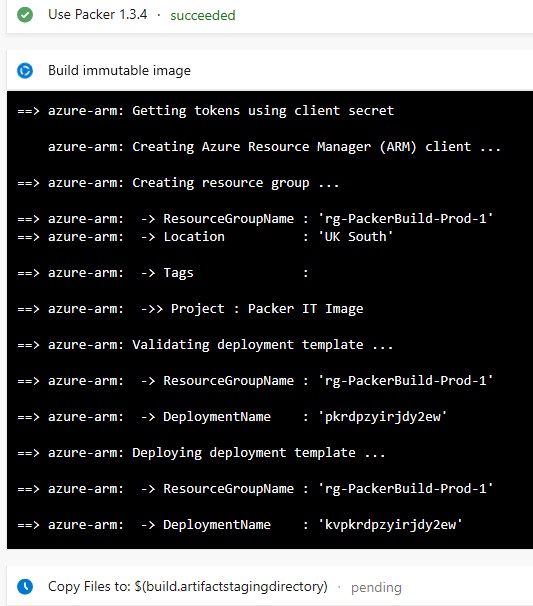 Use Packer 1.3.4 · succeeded
Build immutable image
==> azure-arm: Getting tokens using client secret
azure-arm: Creating Azure Resource Manager (ARM) client ...
==> azure-arm: Creating resource group ...
==> azure-arm:  -> ResourceGroupName : 'rg-PackerBuild-Prod-1'
==> azure-arm:  -> Location          : 'UK South'
==> azure-arm:  -> Tags              :
==> azure-arm:  ->> Project : Packer IT Image
==> azure-arm: Validating deployment template ...
==> azure-arm:  -> ResourceGroupName : 'rg-PackerBuild-Prod-1'
==> azure-arm:  -> DeploymentName    : 'pkrdpzyirjdy2ew'
==> azure-arm: Deploying deployment template ...
==> azure-arm:  -> ResourceGroupName : 'rg-PackerBuild-Prod-1'
==> azure-arm:  -> DeploymentName    : 'kvpkrdpzyirjdy2ew'
Copy Files to: $(build.artifactstagingdirectory) · pending